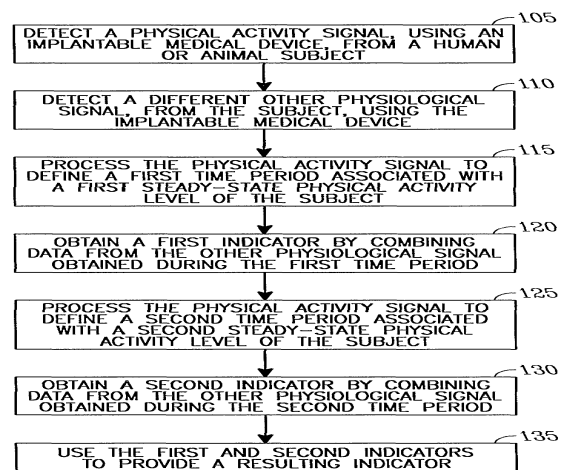 105
DETECT A PHYSICAL ACTIVITY SIGNAL, USING AN
IMPLANTABLE MEDICAL DEVICE, FROM A HUMAN
OR ANIMAL SUBJECT
110
DETECT A DIFFERENT OTHER PHYSIOLOGICAL
SIGNAL, FROM THE SUBJECT, USING THE
IMPLANTABLE MEDICAL DEVICE
115
PROCESS THE PHYSICAL ACTIVITY SIGNAL TO
DEFINE A FIRST TIME PERIOD ASSOCIATED WITH
A FIRST STEADY-STATE PHYSICAL ACTIVITY
LEVEL OF THE SUBJECT
120
OBTAIN A FIRST INDICATOR BY COMBINING
DATA FROM THE OTHER PHYSIOLOGICAL SIGNAL
OBTAINED DURING THE FIRST TIME PERIOD
125
PROCESS THE PHYSICAL ACTIVITY SIGNAL TO
DEFINE A SECOND TIME PERIOD ASSOCIATED
WITH A SECOND STEADY-STATE PHYSICAL
ACTIVITY LEVEL OF THE SUBJECT
130
OBTAIN A SECOND INDICATOR BY COMBINING
DATA FROM THE OTHER PHYSIOLOGICAL SIGNAL
OBTAINED DURING THE SECOND TIME PERIOD
135
USE THE FIRST AND SECOND INDICATORS
TO PROVIDE A RESULTING INDICATOR